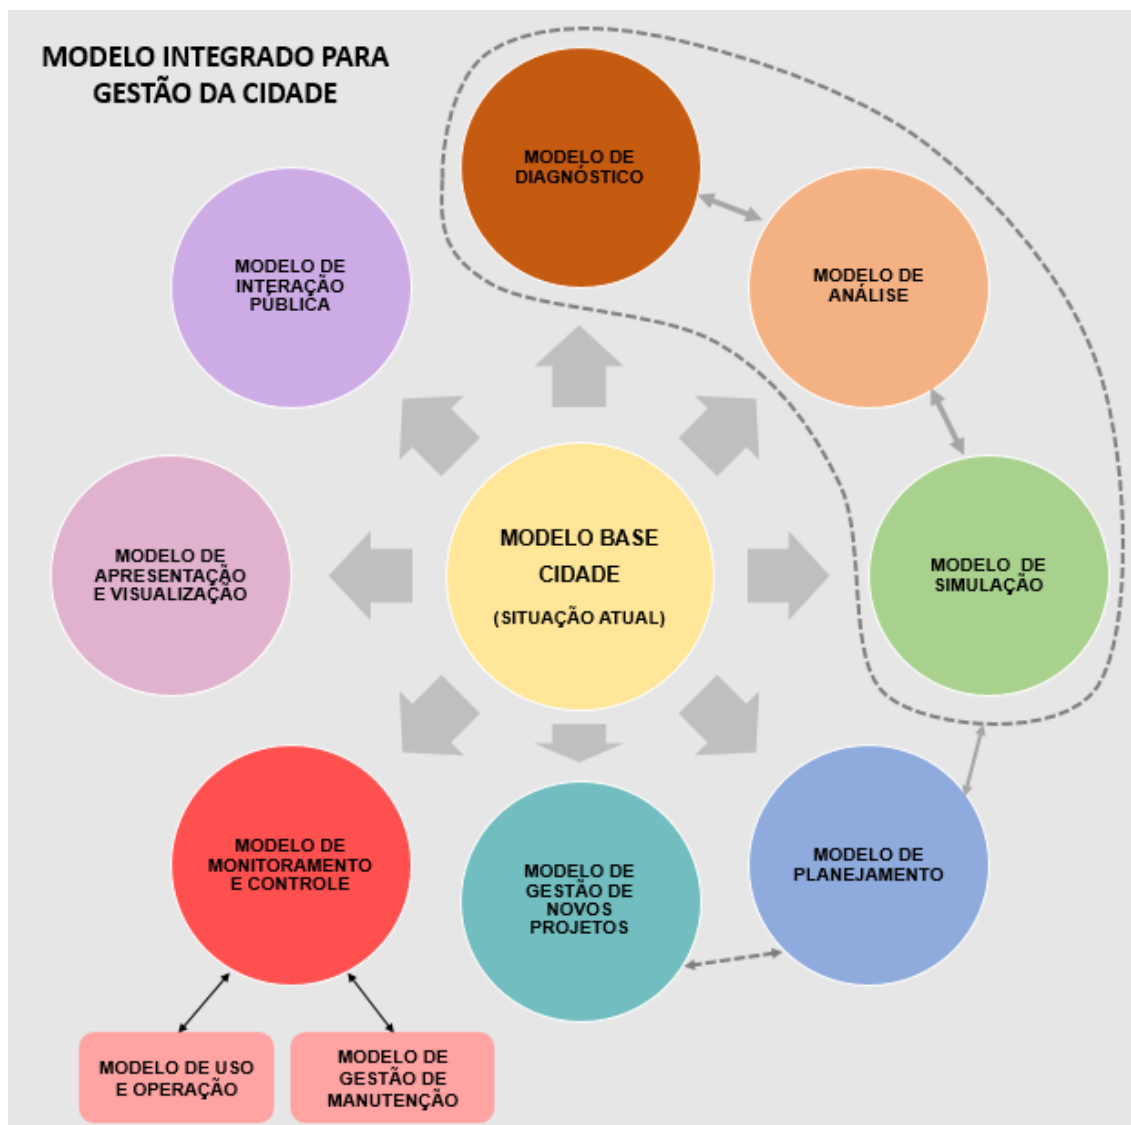 MODELO INTEGRADO PARA
GESTÃO DA CIDADE
MODELO DE
DIAGNÓSTICO
MODELO DE
ANÁLISE
MODELO DE
INTERAÇÃO
PÚBLICA
MODELO BASE
CIDADE
(SITUAÇÃO ATUAL)
MODELO DE
APRESENTAÇÃO
E VISUALIZAÇÃO
MODELO DE
SIMULAÇÃO
MODELO DE
MONITORAMENTO
E CONTROLE
MODELO DE
GESTÃO DE
NOVOS
PROJETOS
MODELO DE
PLANEJAMENTO
MODELO DE USO
E OPERAÇÃO
MODELO DE
GESTÃO DE
MANUTENÇÃO